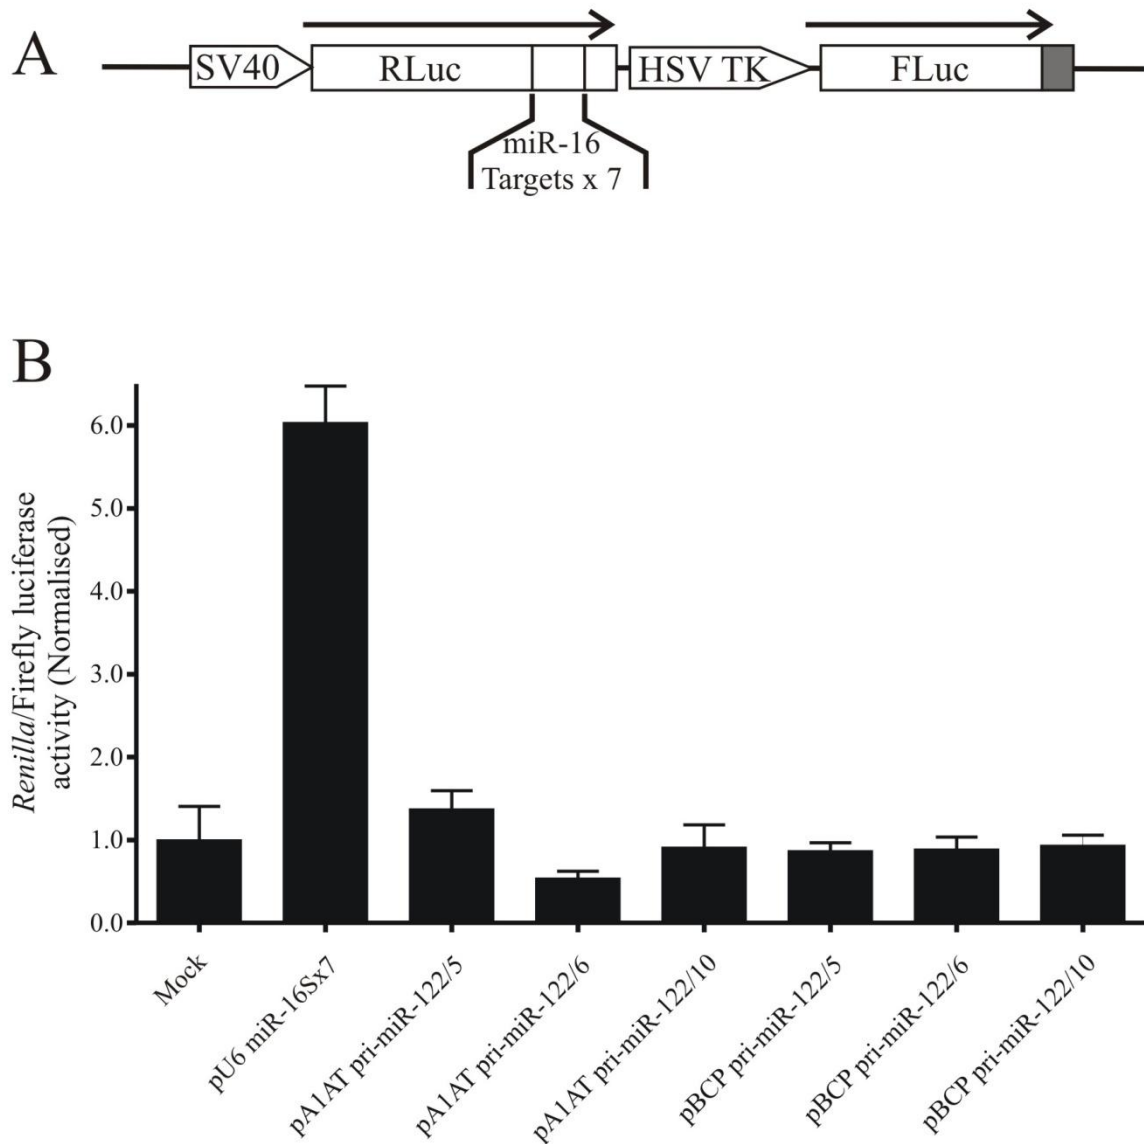 A
SV40
RLuc
HSV TK
FLuc
miR-16
Targets x 7
B
Renilla/Firefly luciferase
activity (Normalised)
6.0
5.0
4.0
3.0
2.0
1.0
0.0
Mock
pU6 miR-16Sx7
pA1AT pri-miR-122/5
pA1AT pri-miR-122/6
pA1AT pri-miR-122/10
pBCP pri-miR-122/5
pBCP pri-miR-122/6
pBCP pri-miR-122/10